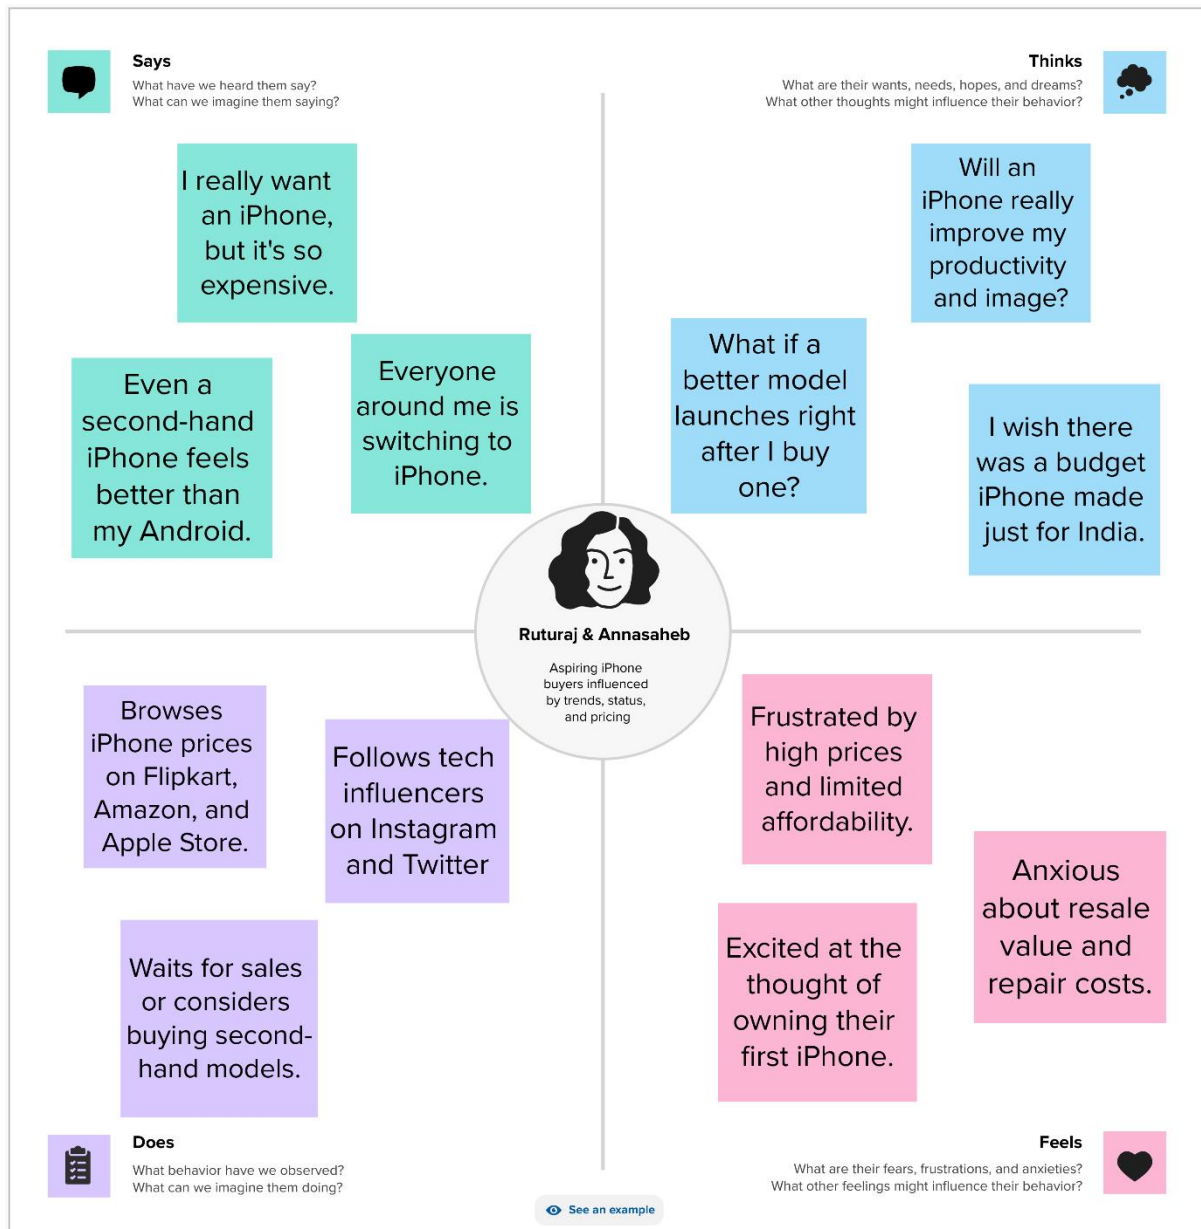 Says
What have we heard them say?
What can we imagine them saying?
I really want
an iPhone,
but it's so
expensive.
Even a
second-hand
iPhone feels
better than
my Android.
Everyone
around me is
switching to
iPhone.
Thinks
What are their wants, needs, hopes, and dreams?
What other thoughts might influence their behavior?
Will an
iPhone really
improve my
productivity
and image?
What if a
better model
launches right
after I buy
one?
I wish there
was a budget
iPhone made
just for India.
Ruturaj & Annasaheb
Aspiring iPhone
buyers influenced
by trends, status,
and pricing
Browses
iPhone prices
on Flipkart,
Amazon, and
Apple Store.
Follows tech
influencers
on Instagram
and Twitter
Waits for sales
or considers
buying second-
hand models.
Does
What behavior have we observed?
What can we imagine them doing?
Frustrated by
high prices
and limited
affordability.
Anxious
about resale
value and
repair costs.
Excited at the
thought of
owning their
first iPhone.
Feels
What are their fears, frustrations, and anxieties?
What other feelings might influence their behavior?
See an example